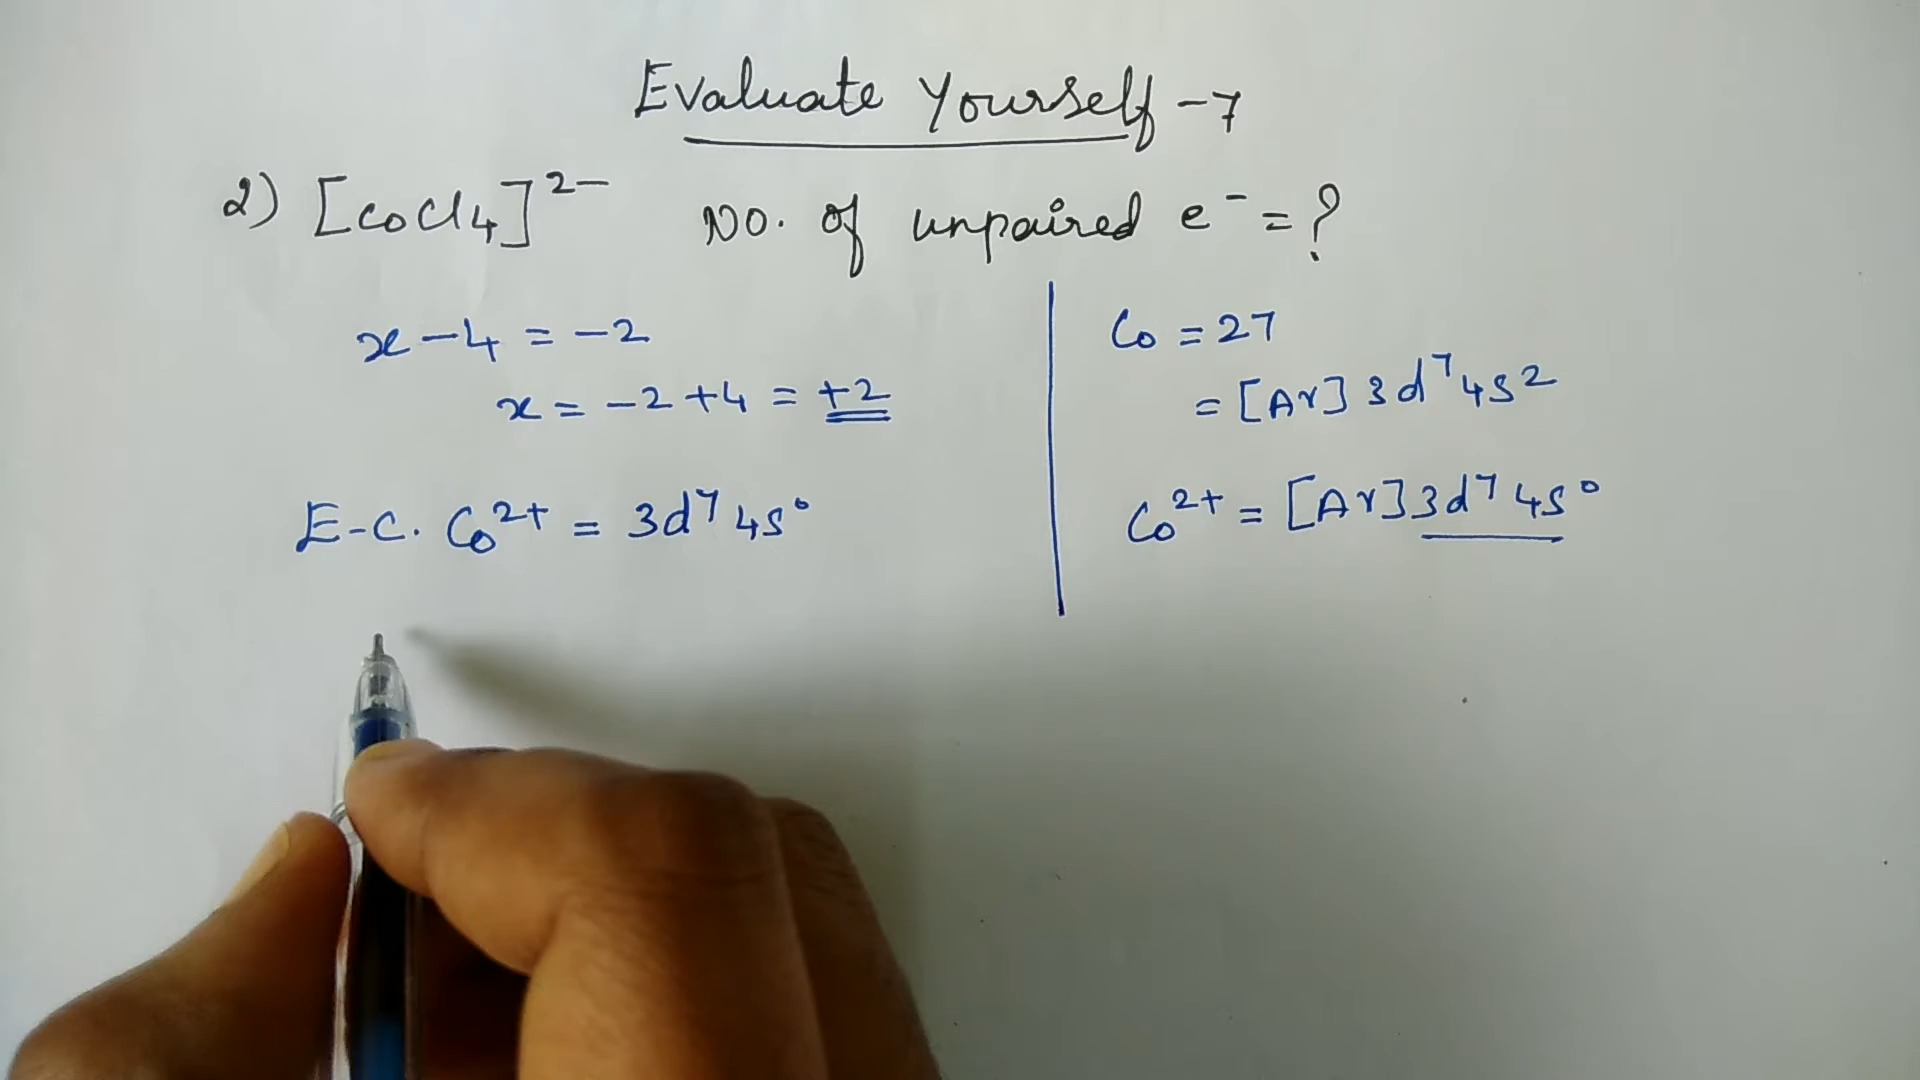 Evaluate Yourself -7
2) [CoCl4]²⁻ No. of unpaired e⁻ = ?
x - 4 = -2
x = -2 + 4 = +2
E.C. Co²⁺ = 3d⁷ 4s⁰
Co = 27
= [Ar] 3d⁷ 4s2
Co²⁺ = [Ar] 3d⁷ 4s⁰